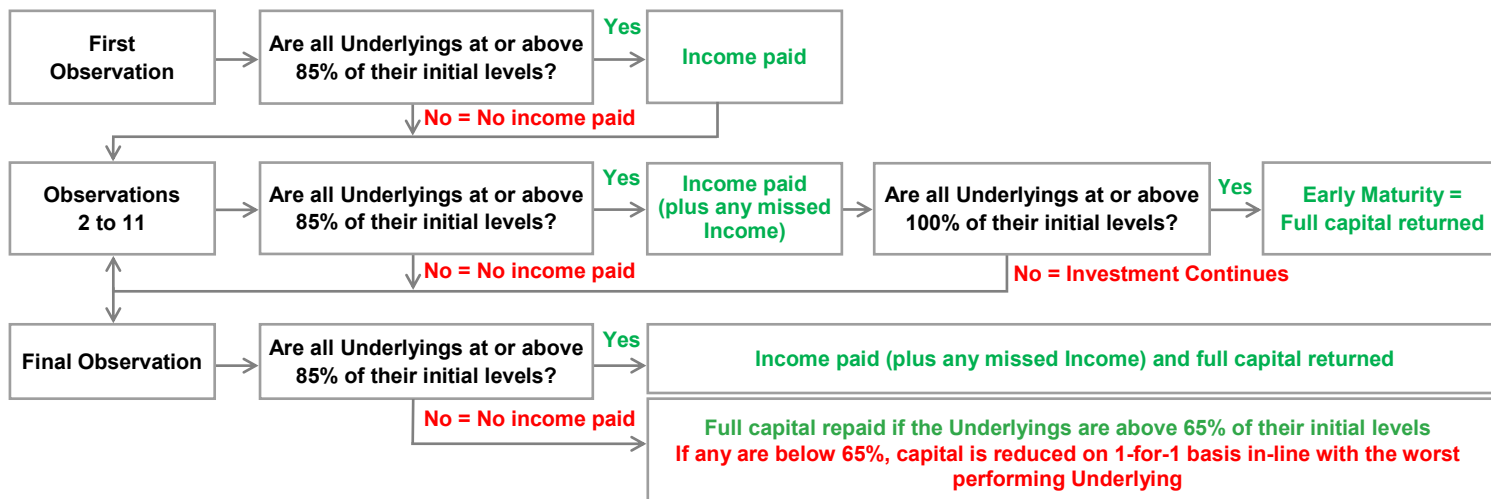 First
Observation
Are all Underlyings at or above
85% of their initial levels?
Yes
Income paid
No = No income paid
Observations
2 to 11
Are all Underlyings at or above
85% of their initial levels?
Yes
Income paid
(plus any missed
Income)
Are all Underlyings at or above
100% of their initial levels?
Yes
Early Maturity =
Full capital returned
No = No income paid
No = Investment Continues
Final Observation
Are all Underlyings at or above
85% of their initial levels?
Yes
Income paid (plus any missed Income) and full capital returned
No = No income paid
Full capital repaid if the Underlyings are above 65% of their initial levels
If any are below 65%, capital is reduced on 1-for-1 basis in-line with the worst
performing Underlying